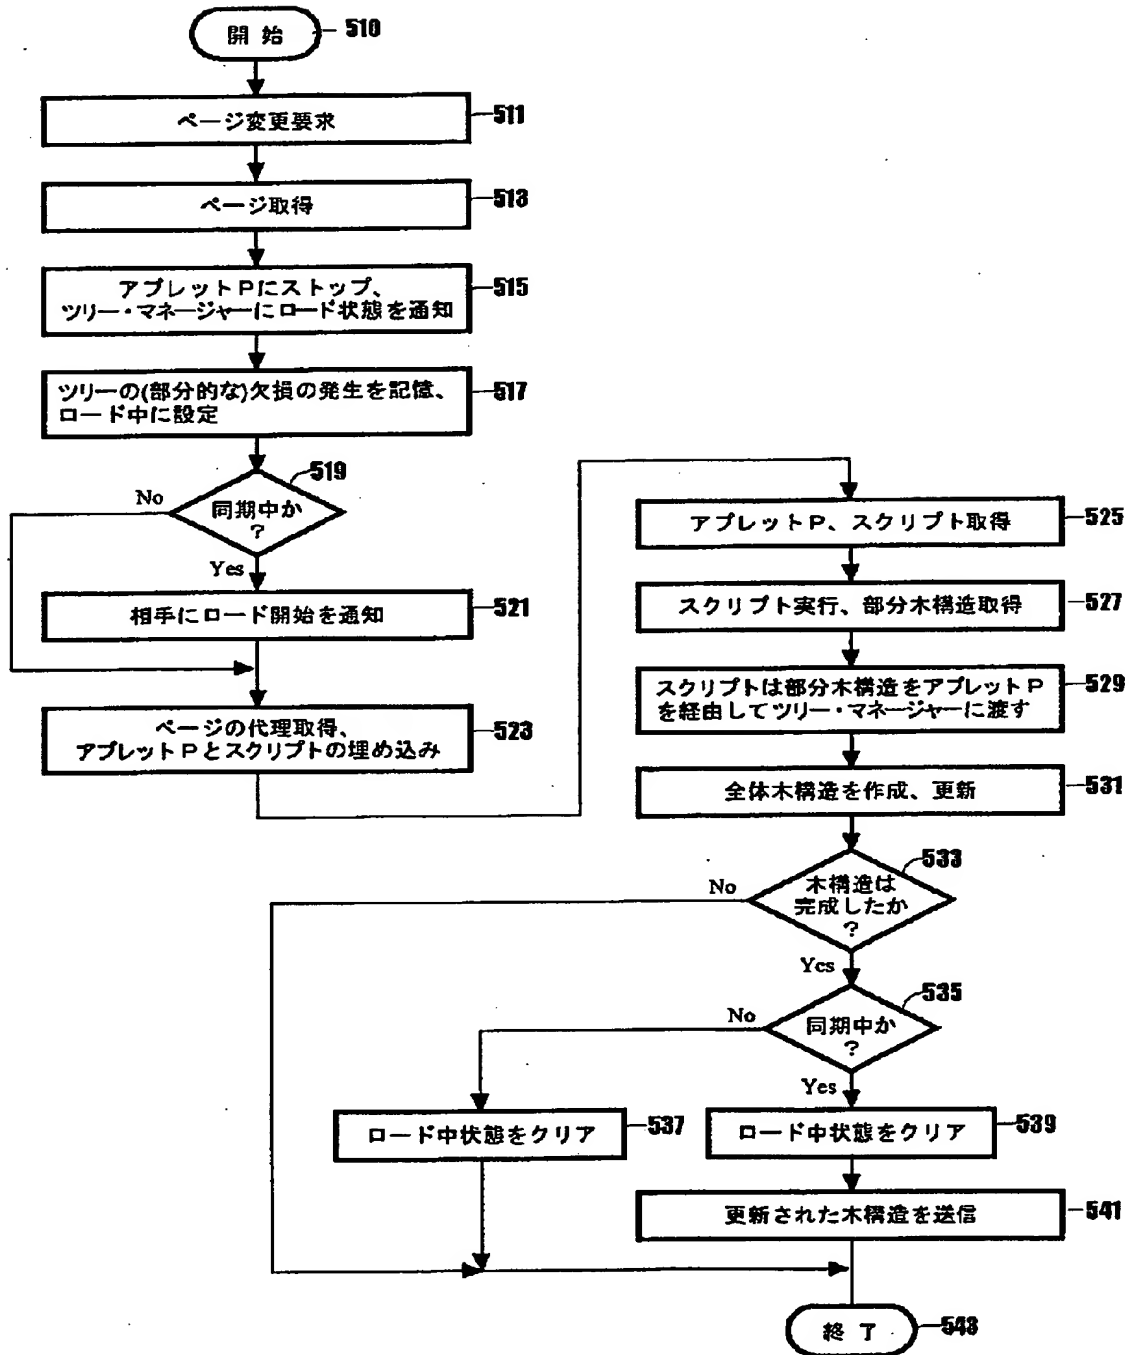 開 始
510
ページ変更要求
511
ページ取得
513
アプレットPにストップ、
ツリー・マネージャーにロード状態を通知
515
ツリーの(部分的な)欠損の発生を記憶、
ロード中に設定
517
519
同期中か
?
No
Yes
相手にロード開始を通知
521
ページの代理取得、
アプレットPとスクリプトの埋め込み
523
アプレットP、スクリプト取得
525
スクリプト実行、部分木構造取得
527
スクリプトは部分木構造をアプレットP
を経由してツリー・マネージャーに渡す
529
全体木構造を作成、更新
531
533
木構造は
完成したか
?
No
Yes
535
同期中か
?
No
Yes
ロード中状態をクリア
537
ロード中状態をクリア
539
更新された木構造を送信
541
終 了
543